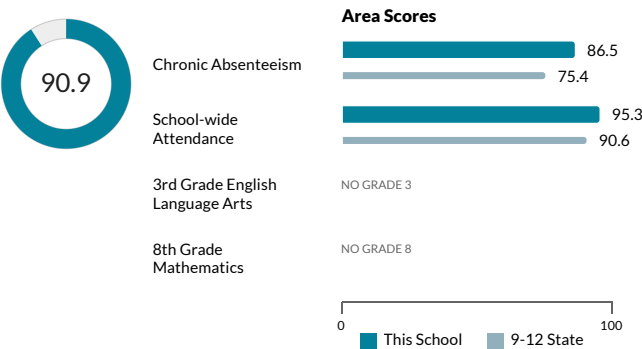 Area Scores
90.9
Chronic Absenteeism
86.5
75.4
School-wide
Attendance
95.3
90.6
3rd Grade English
Language Arts
NO GRADE 3
8th Grade
Mathematics
NO GRADE 8
0
100
This School
9-12 State